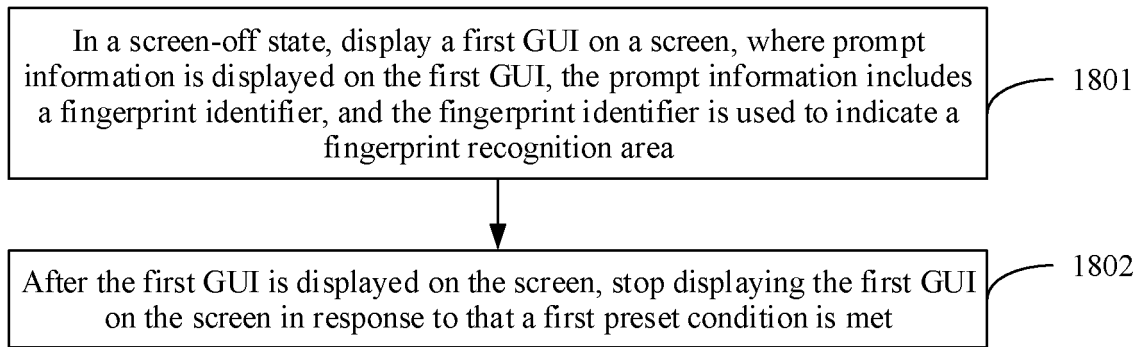 In a screen-off state, display a first GUI on a screen, where prompt
information is displayed on the first GUI, the prompt information includes
a fingerprint identifier, and the fingerprint identifier is used to indicate a
fingerprint recognition area
1801
After the first GUI is displayed on the screen, stop displaying the first GUI
on the screen in response to that a first preset condition is met
1802